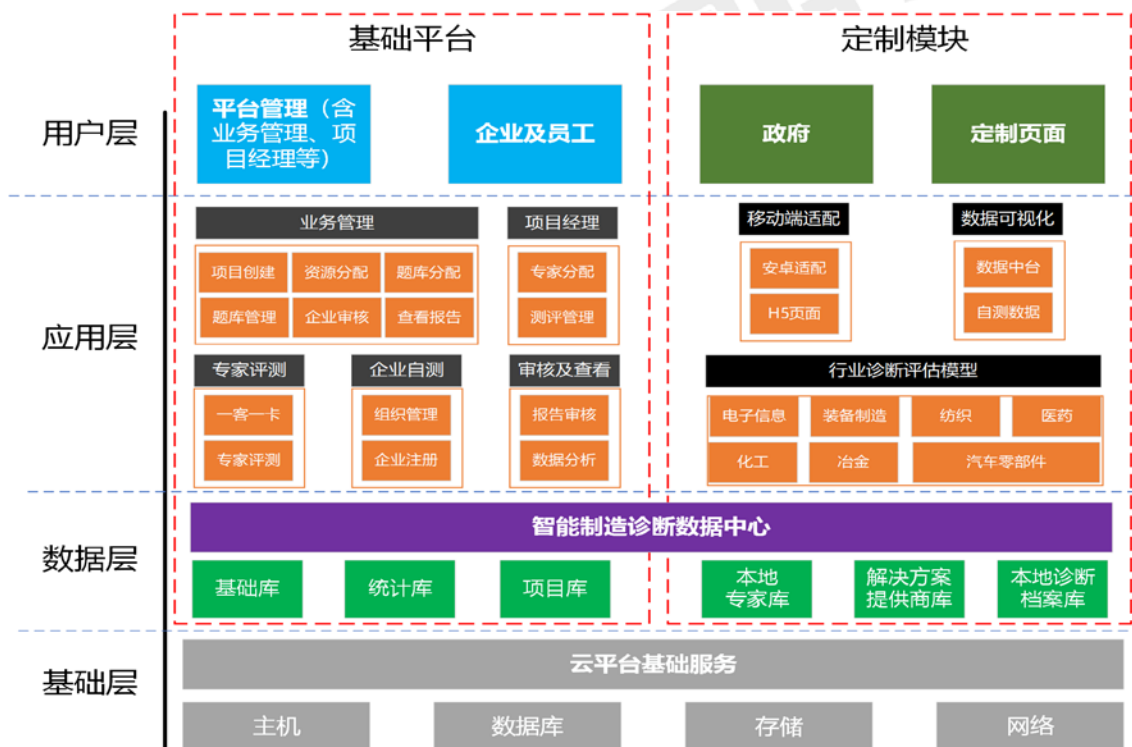 基础平台
定制模块
用户层
平台管理（含
业务管理、项
目经理等）
企业及员工
政府
定制页面
应用层
业务管理
项目经理
移动端适配
数据可视化
项目创建
资源分配
题库分配
专家分配
安卓适配
数据中台
题库管理
企业审核
查看报告
测评管理
H5页面
自测数据
专家评测
企业自测
审核及查看
行业诊断评估模型
一客一卡
组织管理
报告审核
电子信息
装备制造
纺织
医药
专家评测
企业注册
数据分析
化工
冶金
汽车零部件
数据层
智能制造诊断数据中心
基础库
统计库
项目库
本地
专家库
解决方案
提供商库
本地诊断
档案库
基础层
云平台基础服务
主机
数据库
存储
网络